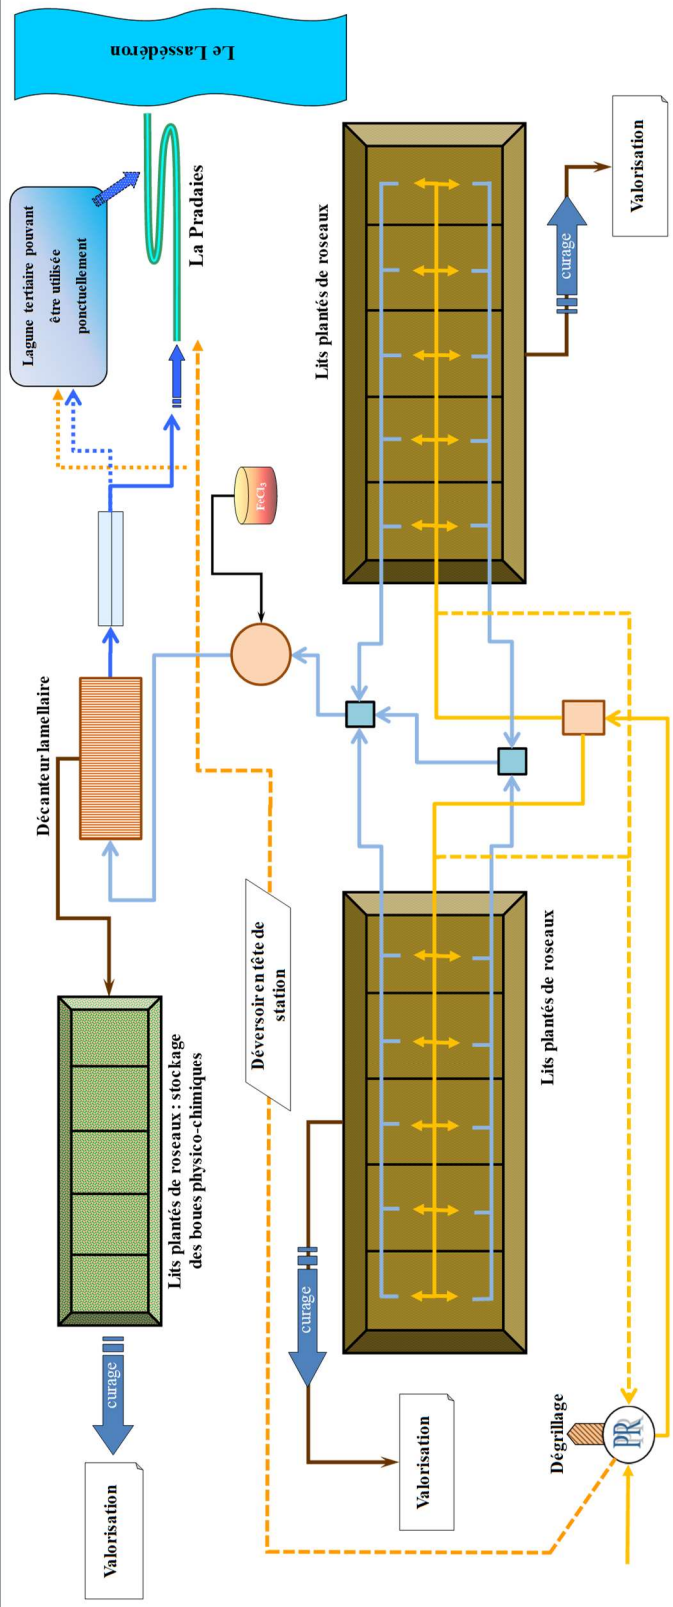 Le Lassédéron
Lagune tertiaire pouvant
être utilisée
ponctuellement
La Pradaies
FeCl3
Décanteur lamellaire
Lits plantés de roseaux
curage
Valorisation
Déversoir en tête de
station
Lits plantés de roseaux : stockage
des boues physico-chimiques
curage
Valorisation
Lits plantés de roseaux
curage
Valorisation
Dégrillage
PR